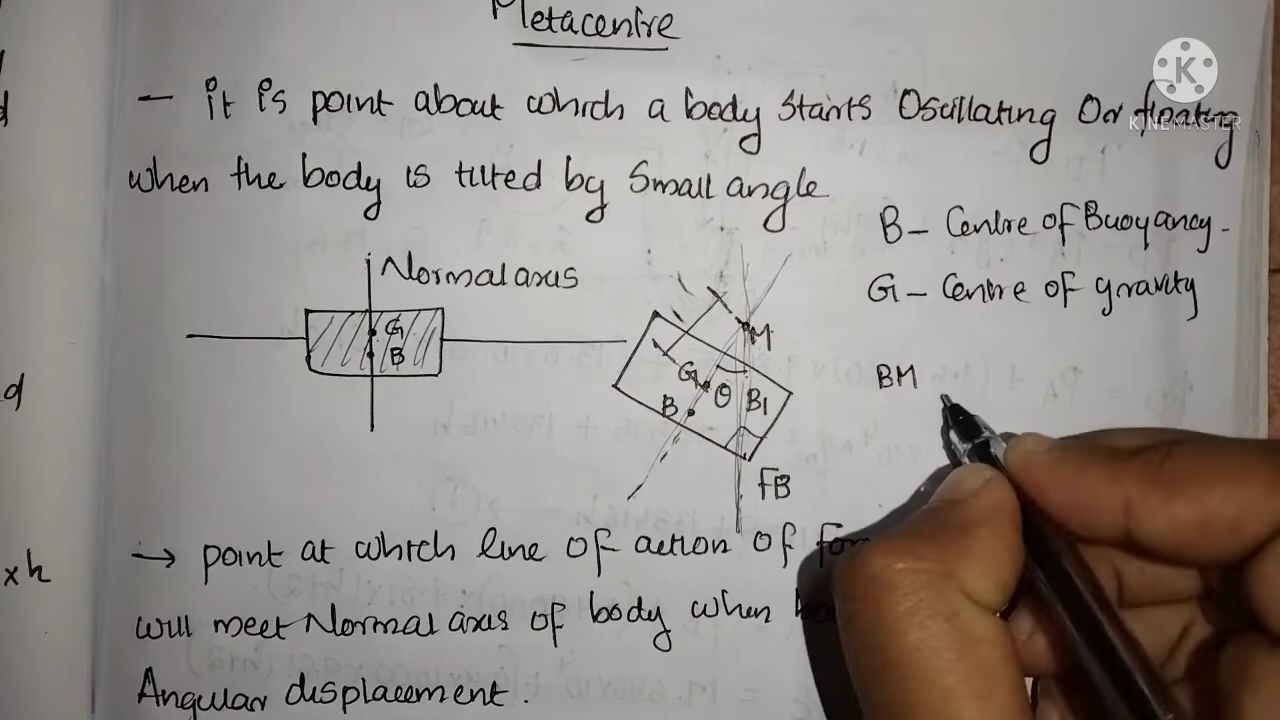 Metacentre
K
KINEMASTER
- it is point about which a body starts Oscillating Or floating
when the body is tilted by Small angle
B - Centre of Buoyancy.
G - Centre of gravity
Normal axis
G
B
M
G
θ
B
B1
FB
BM
→ point at which line of action of
will meet Normal axis of body when
Angular displacement.
d
xh